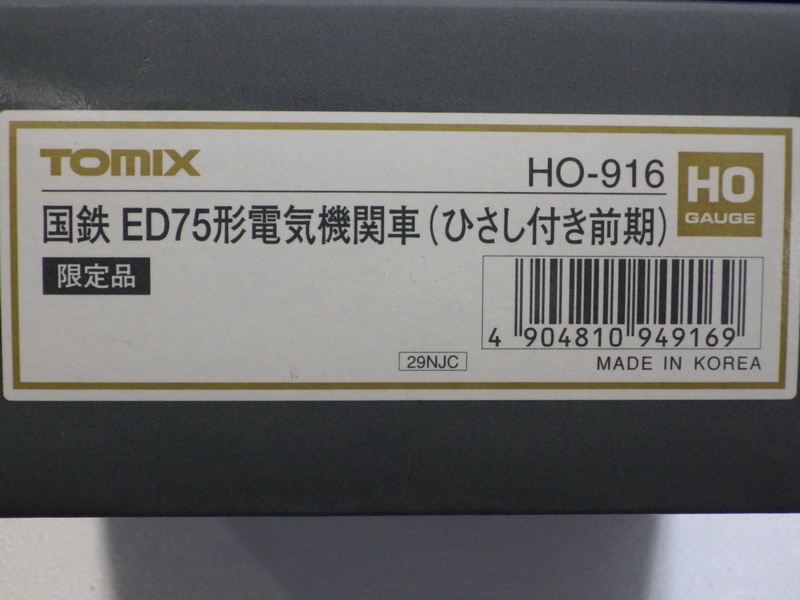 TOMIX
HO-916
HO
GAUGE
国鉄 ED75形電気機関車(ひさし付き前期)
限定品
4 904810 949169
29NJC
MADE IN KOREA